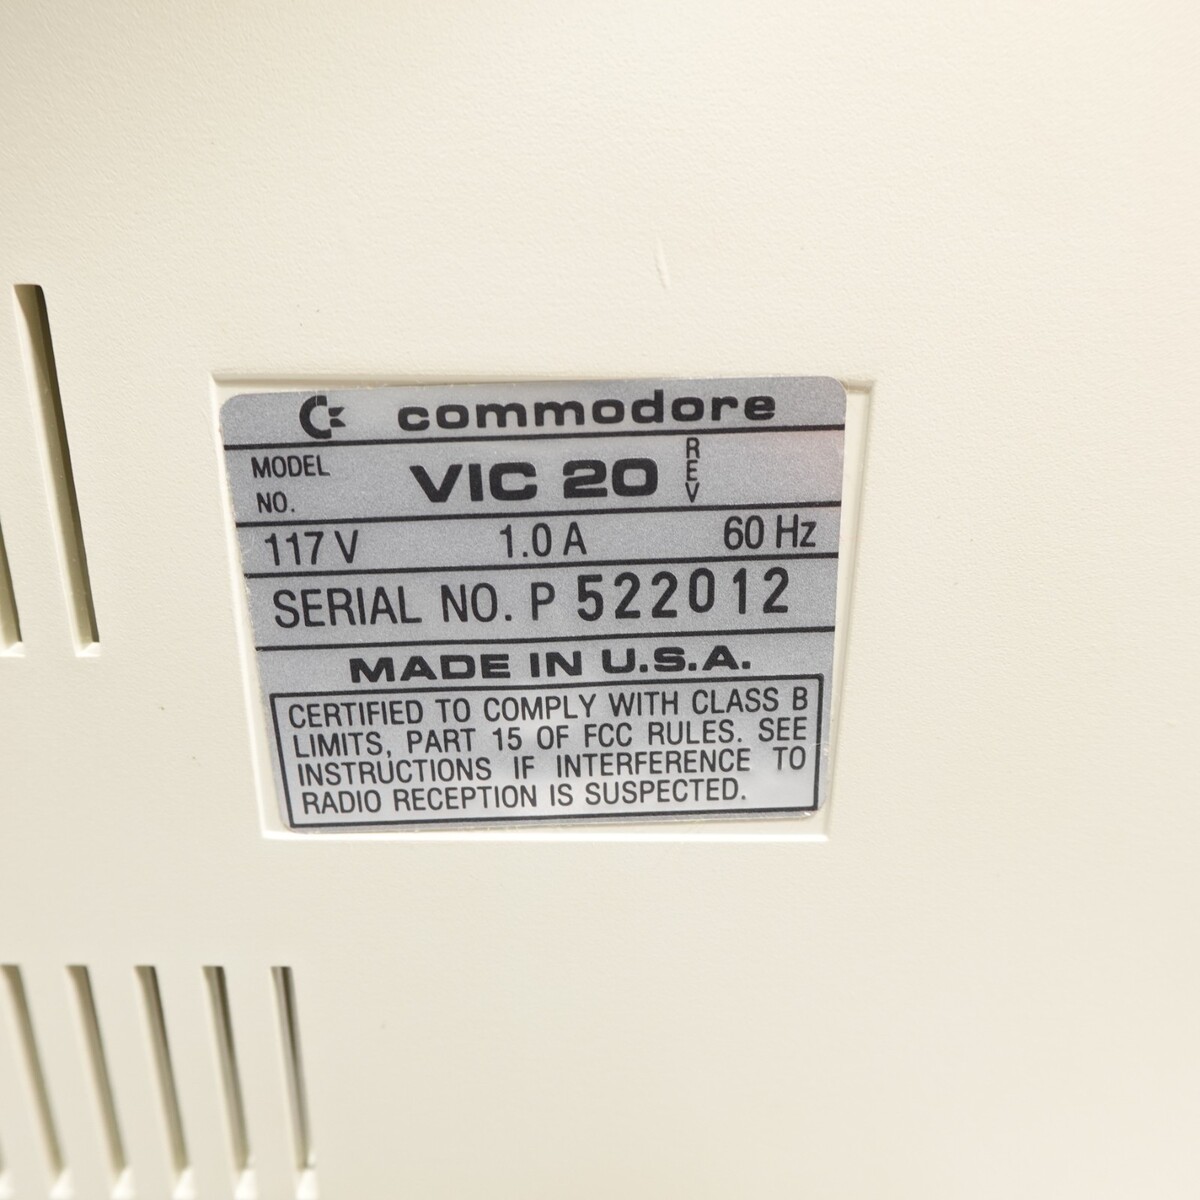 commodore
MODEL NO. VIC 20 REV
117 V 1.0 A 60 Hz
SERIAL NO. P 522012
MADE IN U.S.A.
CERTIFIED TO COMPLY WITH CLASS B
LIMITS, PART 15 OF FCC RULES. SEE
INSTRUCTIONS IF INTERFERENCE TO
RADIO RECEPTION IS SUSPECTED.